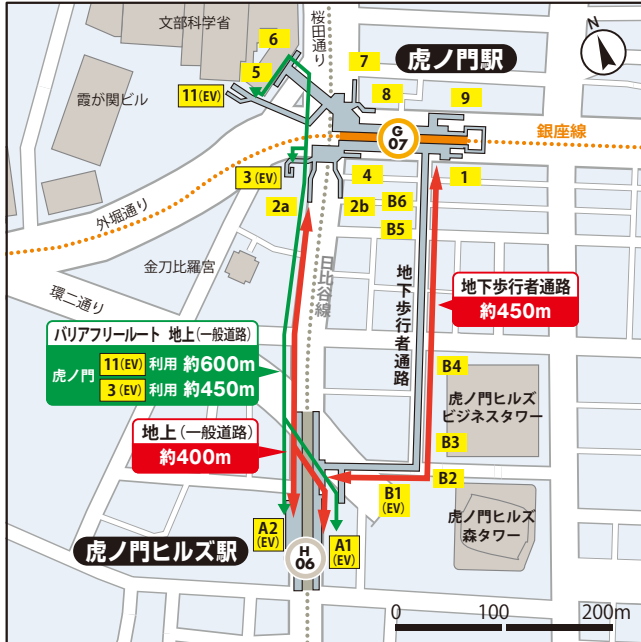 文部科学省
桜田通り
N
6
虎ノ門駅
5
7
霞が関ビル
11(EV)
8
9
G
07
銀座線
3(EV)
4
1
外堀通り
2a
2b
B6
B5
金刀比羅宮
日比谷線
地下歩行者通路
環二通り
地下歩行者通路
約450m
バリアフリールート 地上(一般道路)
虎ノ門 11(EV) 利用 約600m
3(EV) 利用 約450m
B4
虎ノ門ヒルズ
ビジネスタワー
地上(一般道路)
約400m
B3
B2
B1
(EV)
A2
(EV)
A1
(EV)
虎ノ門ヒルズ
森タワー
虎ノ門ヒルズ駅
H
06
0 100 200m